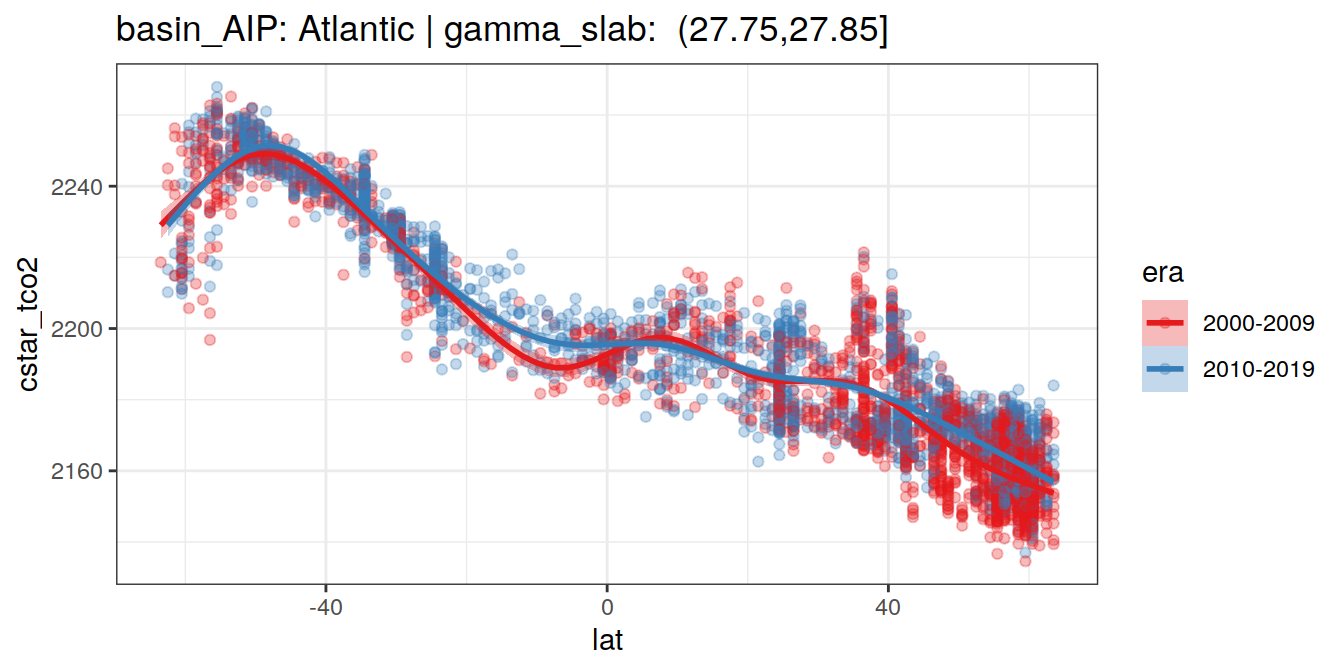 basin_AIP: Atlantic | gamma_slab:  (27.75,27.85]
cstar_tco2
2240
2200
2160
-40
0
40
lat
era
2000-2009
2010-2019